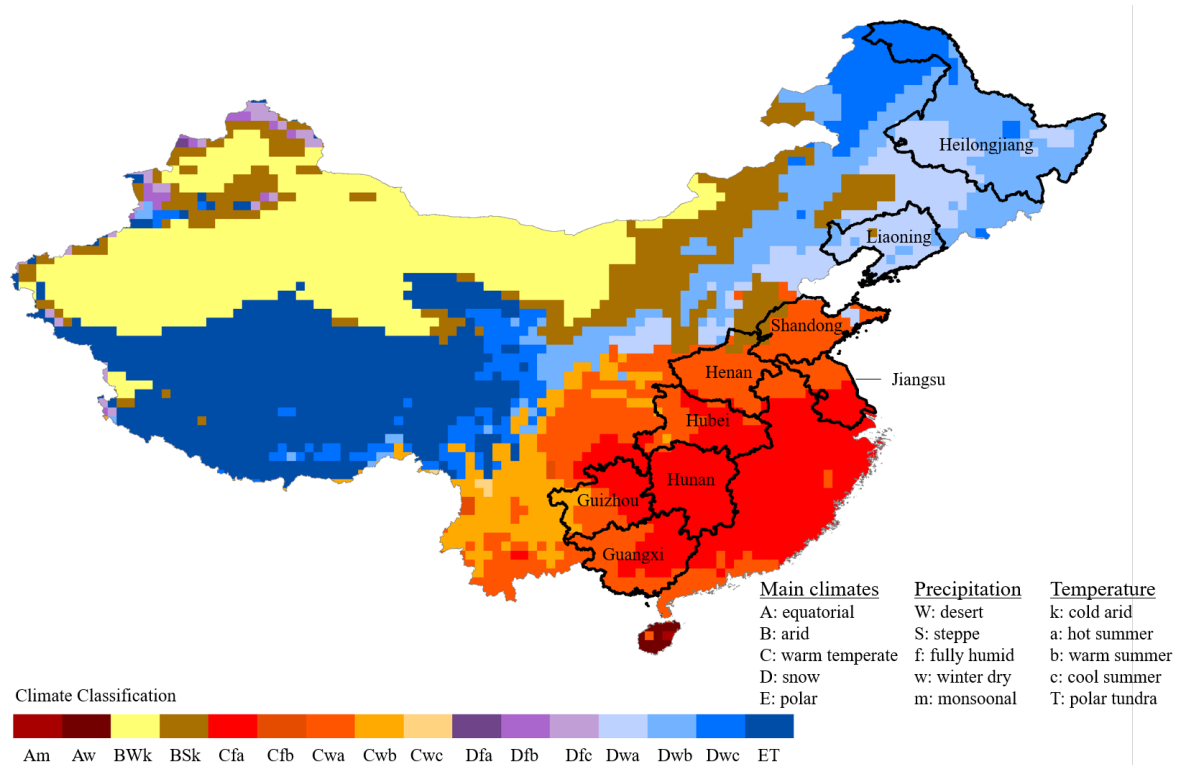 Heilongjiang
Liaoning
Shandong
Henan
Jiangsu
Hubei
Hunan
Guizhou
Guangxi
Main climates
A: equatorial
B: arid
C: warm temperate
D: snow
E: polar
Precipitation
W: desert
S: steppe
f: fully humid
w: winter dry
m: monsoonal
Temperature
k: cold arid
a: hot summer
b: warm summer
c: cool summer
T: polar tundra
Climate Classification
Am Aw BWk BSk Cfa Cfb Cwa Cwb Cwc Dfa Dfb Dfc Dwa Dwb Dwc ET